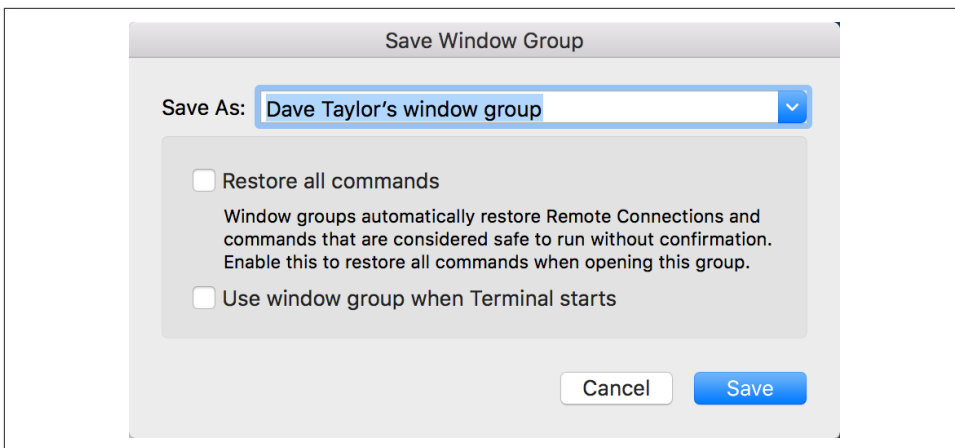 Save Window Group
Save As: Dave Taylor’s window group
Restore all commands
Window groups automatically restore Remote Connections and
commands that are considered safe to run without confirmation.
Enable this to restore all commands when opening this group.
Use window group when Terminal starts
Cancel Save